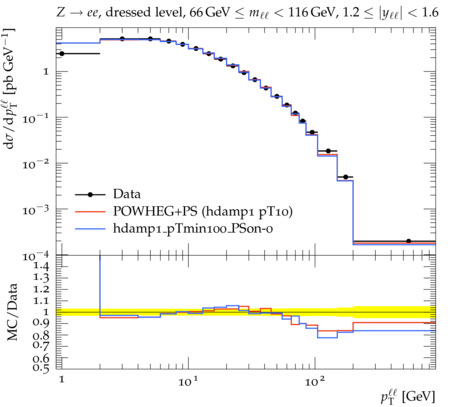 Z → ee, dressed level, 66 GeV ≤ mℓℓ < 116 GeV, 1.2 ≤ |yℓℓ| < 1.6
dσ/dp_T^ℓℓ [pb GeV⁻¹]
1
10⁻¹
10⁻²
10⁻³
10⁻⁴
Data
POWHEG+PS (hdamp1 pT10)
hdamp1_pTmin100_PSon-0
MC/Data
1.4
1.3
1.2
1.1
1
0.9
0.8
0.7
0.6
0.5
1
10¹
10²
p_T^ℓℓ [GeV]